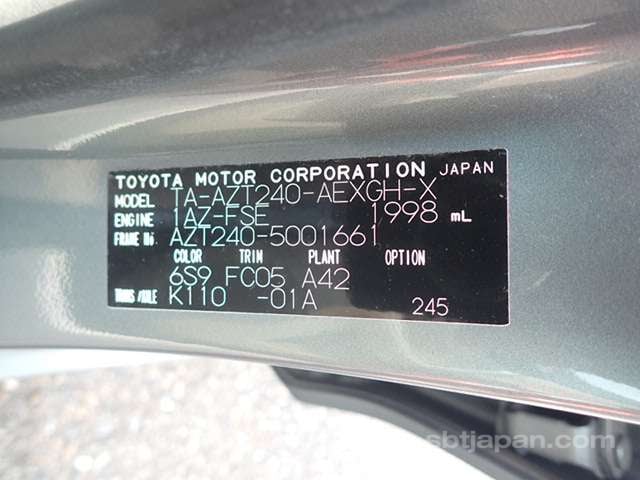 TOYOTA MOTOR CORPORATION JAPAN
MODEL TA-AZT240-AEXGH-X
ENGINE 1AZ-FSE 1998 mL
FRAME No. AZT240-5001661
COLOR TRIM PLANT OPTION
6S9 FC05 A42
TRANS/AXLE K110 -01A 245
sbtjapan.com